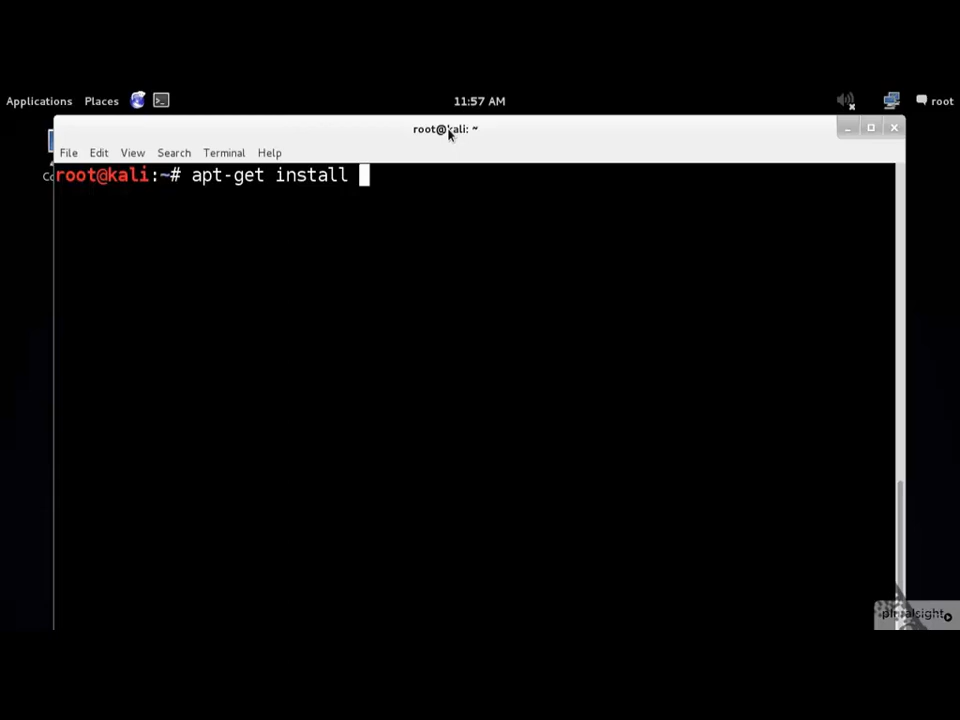 Applications Places 11:57 AM root
root@kali: ~
File Edit View Search Terminal Help
root@kali:~# apt-get install
pluralsight